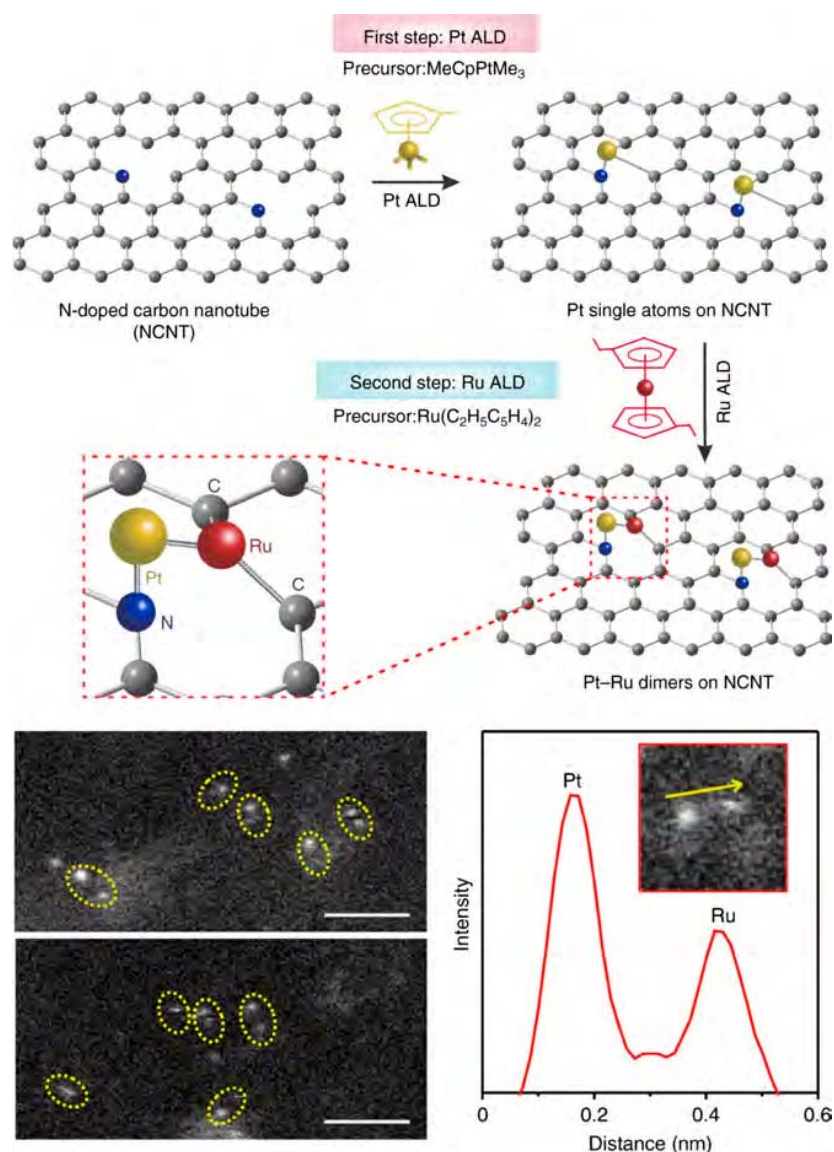 First step: Pt ALD
Precursor:MeCpPtMe₃
Pt ALD
N-doped carbon nanotube
(NCNT)
Pt single atoms on NCNT
Second step: Ru ALD
Precursor:Ru(C₂H₅C₅H₄)₂
Ru ALD
C
Ru
Pt
C
N
Pt–Ru dimers on NCNT
Pt
Ru
Intensity
0
0.2
0.4
0.6
Distance (nm)